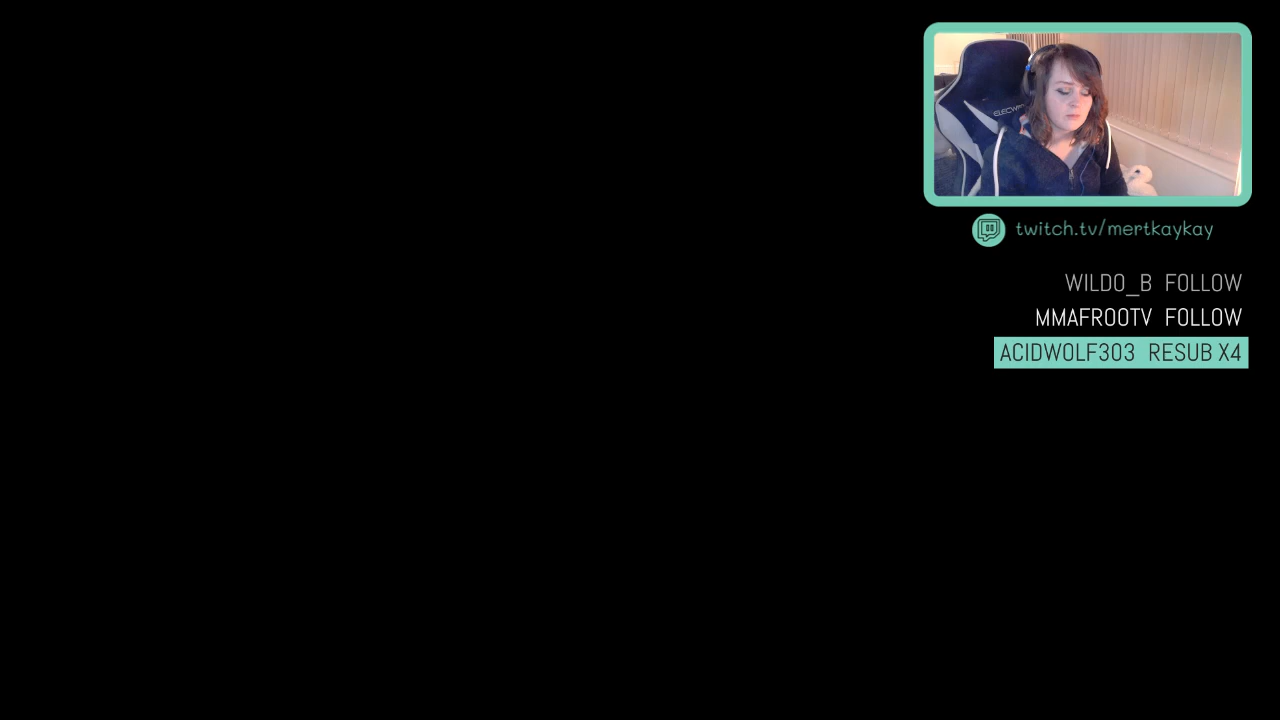 twitch.tv/mertkaykay
WILDO_B FOLLOW
MMAFROOTV FOLLOW
ACIDWOLF303 RESUB X4